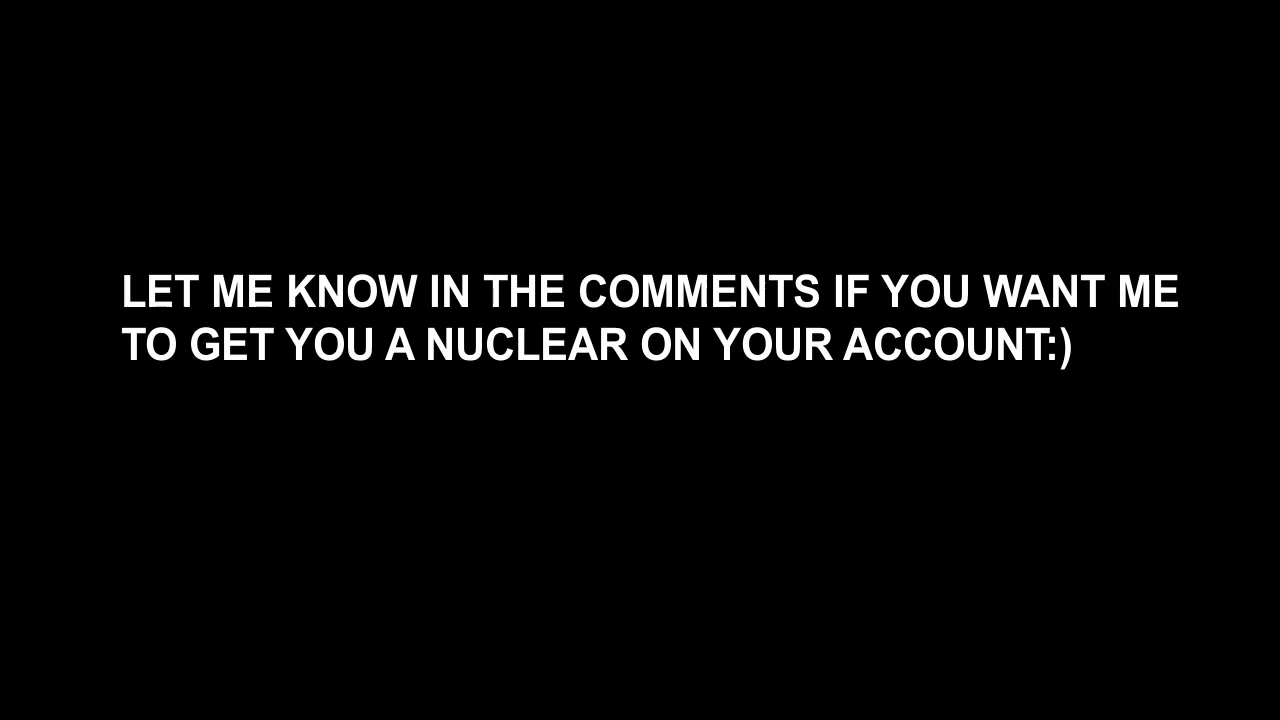 LET ME KNOW IN THE COMMENTS IF YOU WANT ME
TO GET YOU A NUCLEAR ON YOUR ACCOUNT:)